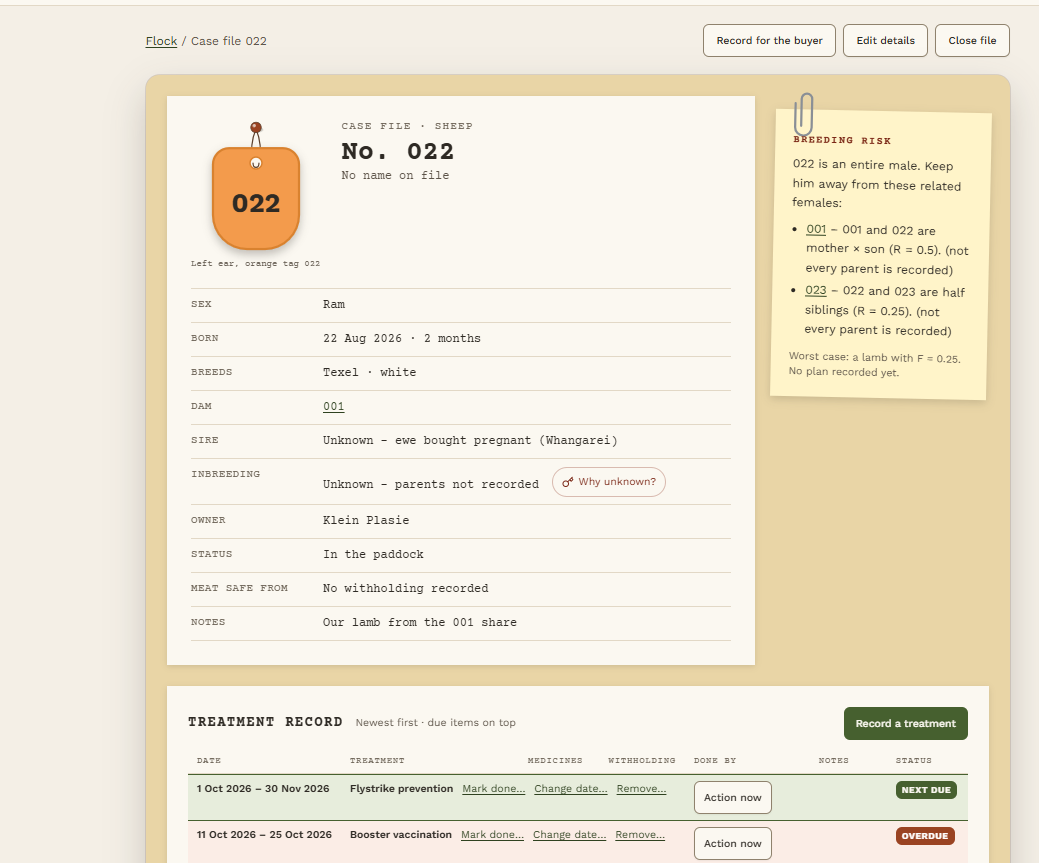 Flock / Case file 022
Record for the buyer
Edit details
Close file
022
Left ear, orange tag 022
CASE FILE · SHEEP
No. 022
No name on file
SEX Ram
BORN 22 Aug 2026 · 2 months
BREEDS Texel · white
DAM 001
SIRE Unknown – ewe bought pregnant (Whangarei)
INBREEDING Unknown – parents not recorded Why unknown?
OWNER Klein Plasie
STATUS In the paddock
MEAT SAFE FROM No withholding recorded
NOTES Our lamb from the 001 share
BREEDING RISK
022 is an entire male. Keep
him away from these related
females:
• 001 – 001 and 022 are
mother × son (R = 0.5). (not
every parent is recorded)
• 023 – 022 and 023 are half
siblings (R = 0.25). (not
every parent is recorded)
Worst case: a lamb with F = 0.25.
No plan recorded yet.
TREATMENT RECORD Newest first · due items on top
Record a treatment
DATE TREATMENT MEDICINES WITHHOLDING DONE BY NOTES STATUS
1 Oct 2026 – 30 Nov 2026 Flystrike prevention Mark done... Change date... Remove... Action now NEXT DUE
11 Oct 2026 – 25 Oct 2026 Booster vaccination Mark done... Change date... Remove... Action now OVERDUE